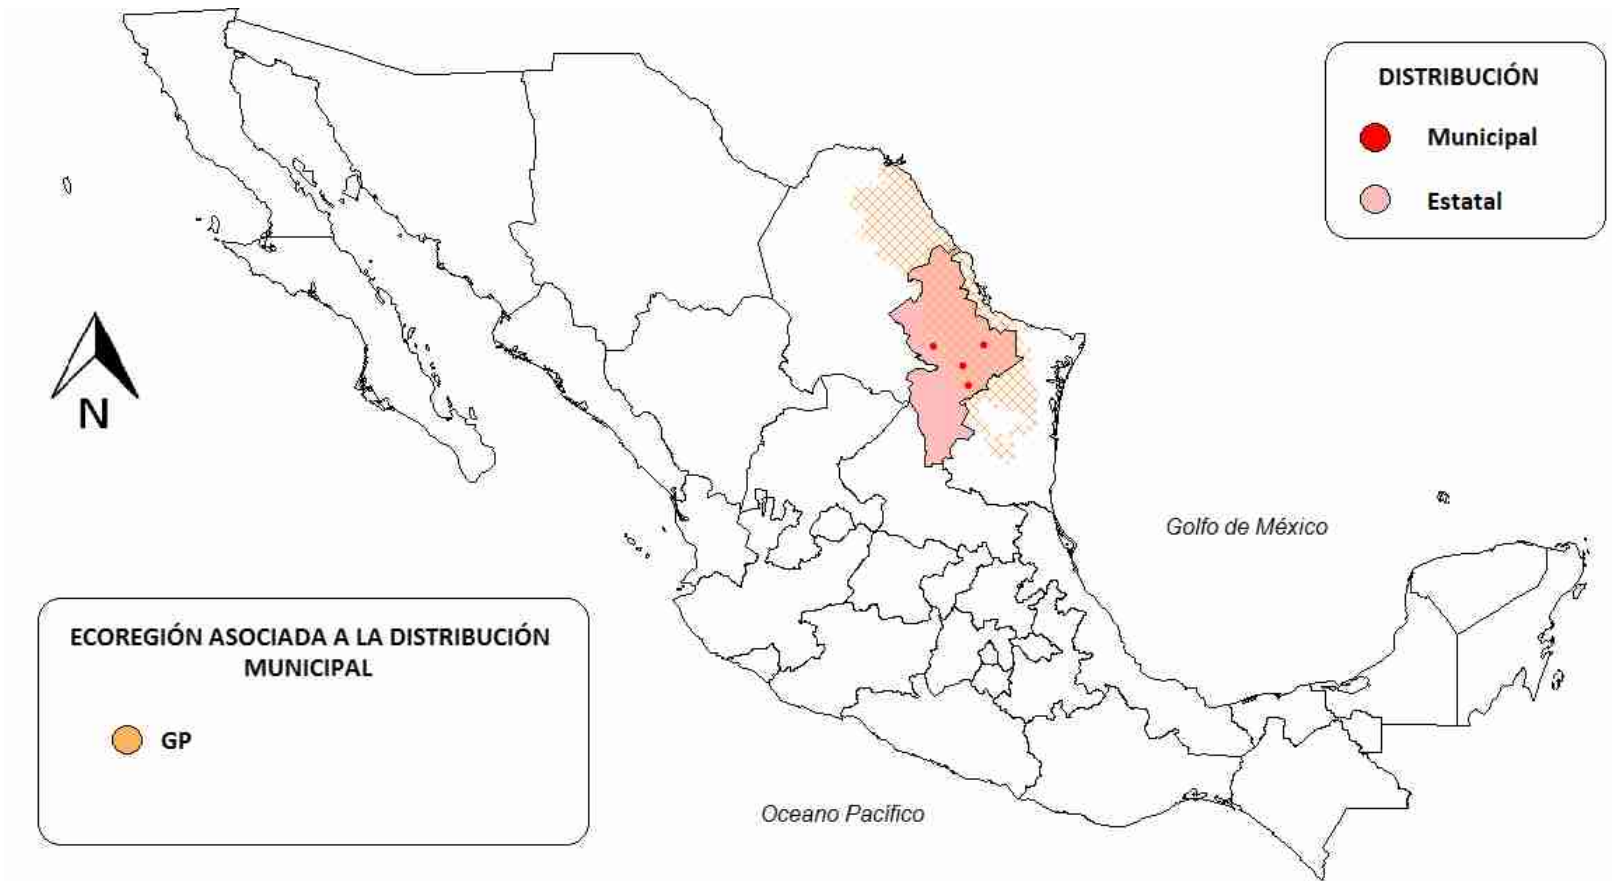 DISTRIBUCIÓN
Municipal
Estatal
N
Golfo de México
ECOREGIÓN ASOCIADA A LA DISTRIBUCIÓN
MUNICIPAL
GP
Oceano Pacífico